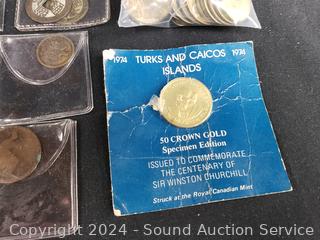 1974 TURKS AND CAICOS 1974
ISLANDS
50 CROWN GOLD
Specimen Edition
ISSUED TO COMMEMORATE
THE CENTENARY OF
SIR WINSTON CHURCHILL
Struck at the Royal Canadian Mint
Copyright © 2024 - Sound Auction Service